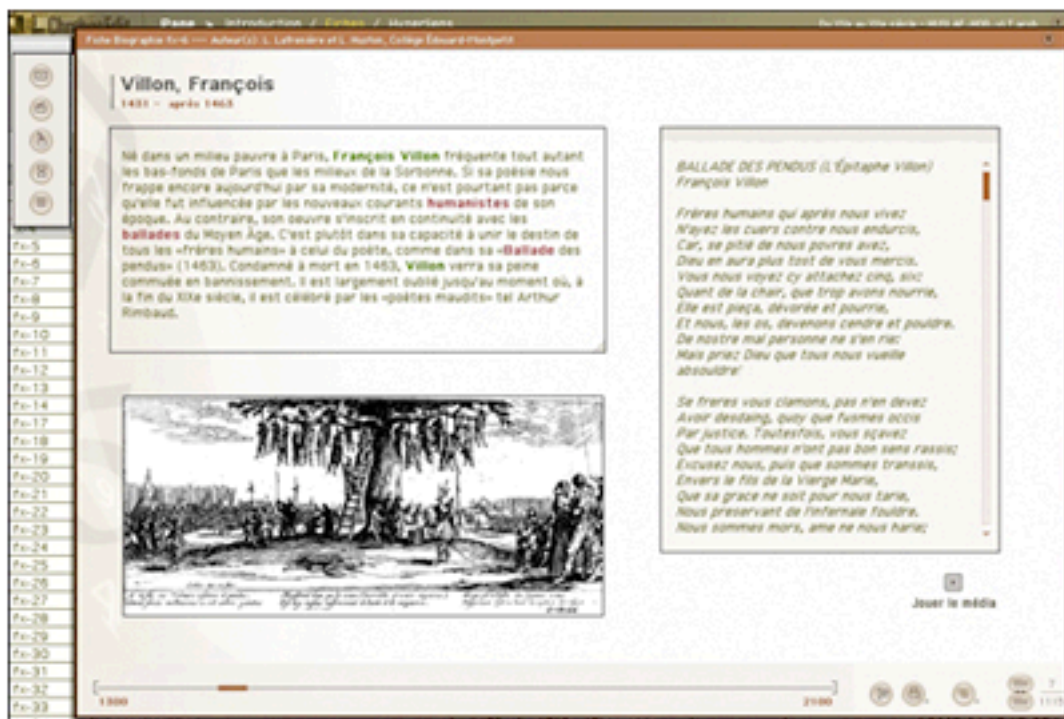 Page > Introduction / Fiches / Hyperliens
Fiche Biographie fx-6 --- Auteur(s): L. Laframière et L. Huston, Collège Édouard-Montpetit
Villon, François
1431 - après 1463
Né dans un milieu pauvre à Paris, François Villon fréquente tout autant
les bas-fonds de Paris que les milieux de la Sorbonne. Si sa poésie nous
frappe encore aujourd'hui par sa modernité, ce n'est pourtant pas parce
qu'elle fut influencée par les nouveaux courants humanistes de son
époque. Au contraire, son oeuvre s'inscrit en continuité avec les
ballades du Moyen Âge. C'est plutôt dans sa capacité à unir le destin de
tous les «frères humains» à celui du poète, comme dans sa «Ballade des
pendus» (1463). Condamné à mort en 1463, Villon verra sa peine
commuée en bannissement. Il est largement oublié jusqu'au moment où, à
la fin du XIXe siècle, il est célébré par les «poètes maudits» tel Arthur
Rimbaud.
BALLADE DES PENDUS (L'Épitaphe Villon)
François Villon
Frères humains qui après nous vivez
N'ayez les cuers contre nous endurcis,
Car, se pitié de nous povres avez,
Dieu en aura plus tost de vous mercis.
Vous nous voyez cy attachez cinq, six:
Quant de la chair, que trop avons nourrie,
Elle est pieça, dévorée et pourrie,
Et nous, les os, devenons cendre et pouldre.
De nostre mal personne ne s'en rie:
Mais priez Dieu que tous nous vueille
absouldre!
Se freres vous clamons, pas n'en devez
Avoir desdaing, quoy que fusmes occis
Par justice. Toutesfois, vous sçavez
Que tous hommes n'ont pas bon sens rassis;
Excusez nous, puis que sommes transsis,
Envers le fils de la Vierge Marie,
Que sa grace ne soit pour nous tarie,
Nous preservant de l'infernale fouldre.
Nous sommes mors, ame ne nous harie;
Jouer le média
fx-5
fx-6
fx-7
fx-8
fx-9
fx-10
fx-11
fx-12
fx-13
fx-14
fx-17
fx-18
fx-19
fx-20
fx-21
fx-22
fx-23
fx-24
fx-25
fx-26
fx-27
fx-28
fx-29
fx-30
fx-31
fx-32
fx-33
1300
2100
7